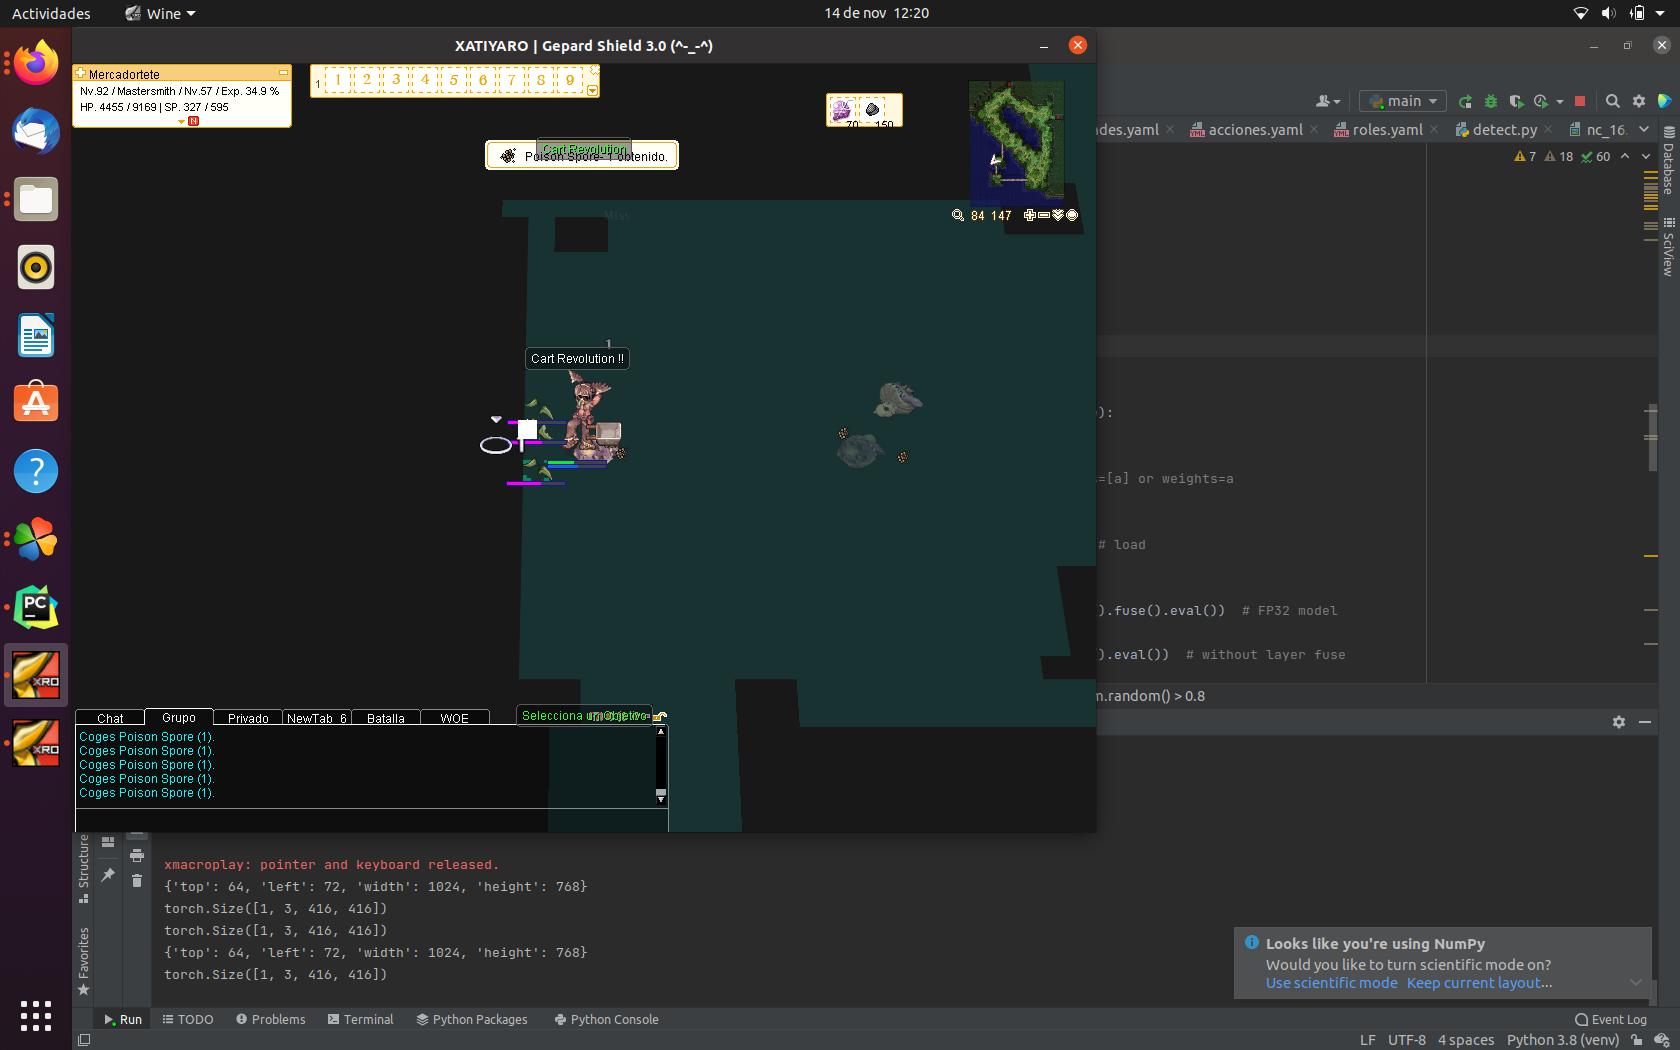 Actividades
Wine
14 de nov 12:20
XATIYARO | Gepard Shield 3.0 (^-_-^)
Mercadortete
Nv.92 / Mastersmith / Nv.57 / Exp. 34.9 %
HP. 4455 / 9169 | SP. 327 / 595
N
1 1 2 3 4 5 6 7 8 9
70 150
Cart Revolution
Poison Spore- 1 obtenido.
Miss
84 147
1
Cart Revolution !!
Chat Grupo Privado NewTab_6 Batalla WOE
Selecciona un objetivo
Coges Poison Spore (1).
Coges Poison Spore (1).
Coges Poison Spore (1).
Coges Poison Spore (1).
Coges Poison Spore (1).
main
des.yaml
acciones.yaml
roles.yaml
detect.py
nc_16.
7 18 60
Database
SciView
):
=[a] or weights=a
# load
).fuse().eval()) # FP32 model
).eval()) # without layer fuse
m.random() > 0.8
PC
XRO
XRO
Structure
Favorites
xmacroplay: pointer and keyboard released.
{'top': 64, 'left': 72, 'width': 1024, 'height': 768}
torch.Size([1, 3, 416, 416])
torch.Size([1, 3, 416, 416])
{'top': 64, 'left': 72, 'width': 1024, 'height': 768}
torch.Size([1, 3, 416, 416])
Looks like you're using NumPy
Would you like to turn scientific mode on?
Use scientific mode Keep current layout...
Run TODO Problems Terminal Python Packages Python Console
Event Log
LF UTF-8 4 spaces Python 3.8 (venv)